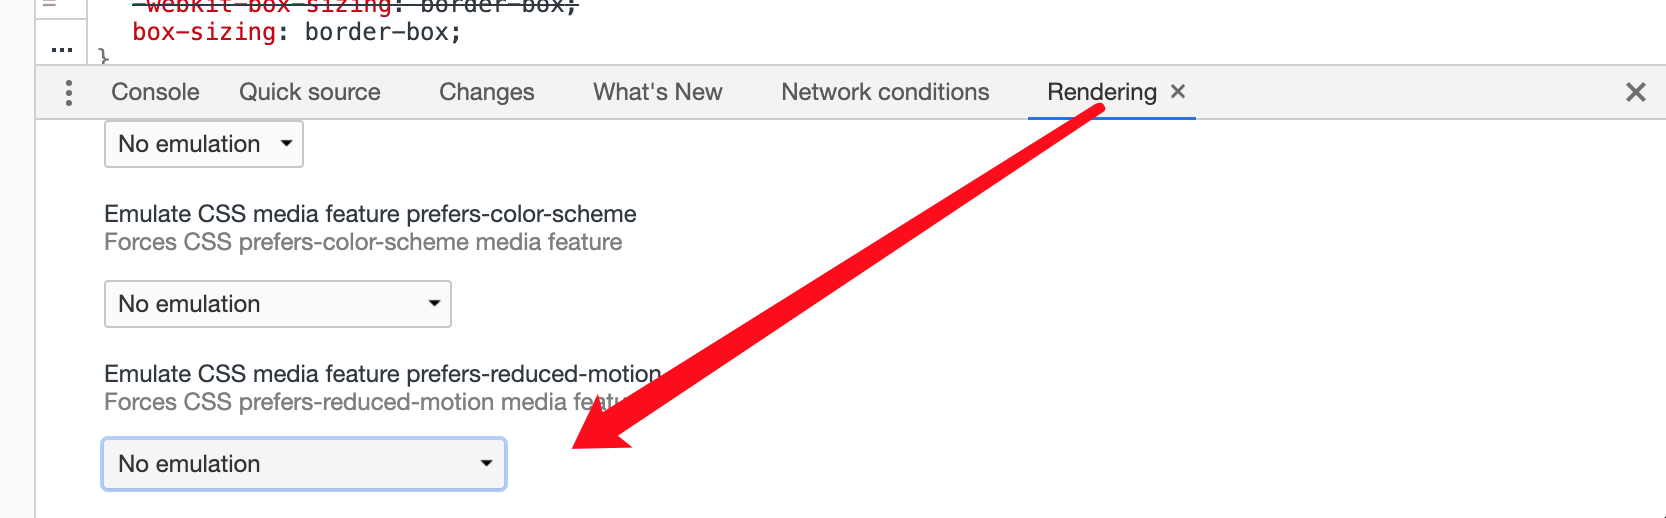 -webkit-box-sizing: border-box;
box-sizing: border-box;
...
}
Console Quick source Changes What's New Network conditions Rendering ×
No emulation
Emulate CSS media feature prefers-color-scheme
Forces CSS prefers-color-scheme media feature
No emulation
Emulate CSS media feature prefers-reduced-motion
Forces CSS prefers-reduced-motion media
No emulation